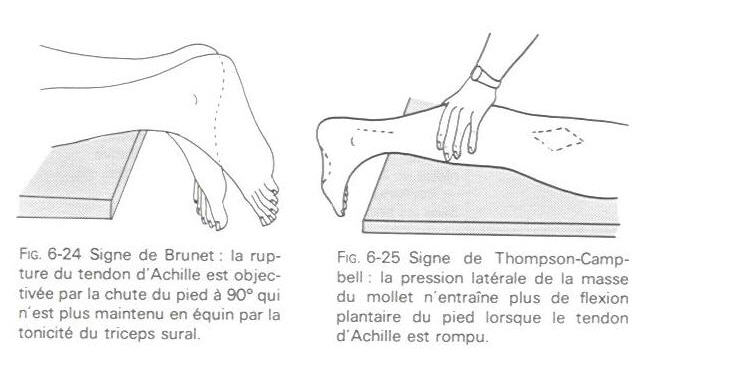 FIG. 6-24 Signe de Brunet : la rup-
ture du tendon d'Achille est objec-
tivée par la chute du pied à 90° qui
n'est plus maintenu en équin par la
tonicité du triceps sural.
FIG. 6-25 Signe de Thompson-Camp-
bell : la pression latérale de la masse
du mollet n'entraîne plus de flexion
plantaire du pied lorsque le tendon
d'Achille est rompu.